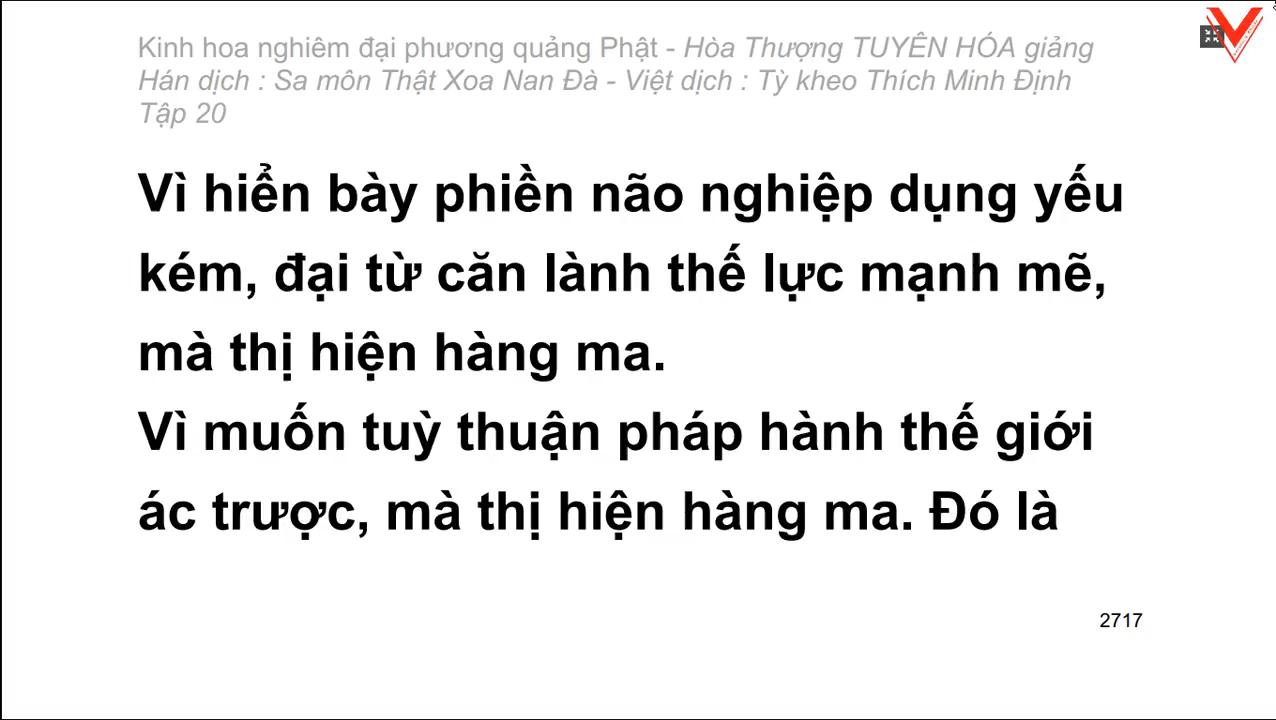 Kinh hoa nghiêm đại phương quảng Phật - Hòa Thượng TUYÊN HÓA giảng
Hán dịch : Sa môn Thật Xoa Nan Đà - Việt dịch : Tỳ kheo Thích Minh Định
Tập 20
Vì hiển bày phiền não nghiệp dụng yếu
kém, đại từ căn lành thế lực mạnh mẽ,
mà thị hiện hàng ma.
Vì muốn tuỳ thuận pháp hành thế giới
ác trược, mà thị hiện hàng ma. Đó là
2717